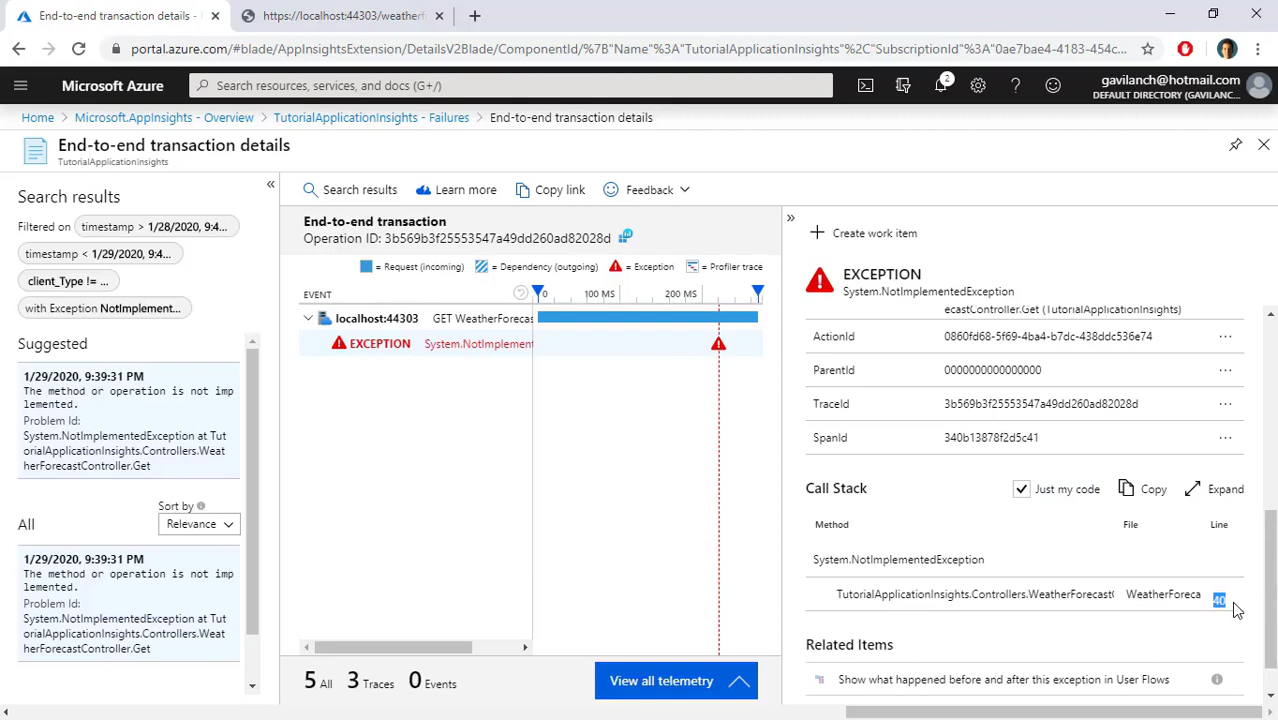 End-to-end transaction details -
https://localhost:44303/weatherf
portal.azure.com/#blade/AppInsightsExtension/DetailsV2Blade/ComponentId/%7B"Name"%3A"TutorialApplicationInsights"%2C"SubscriptionId"%3A"0ae7bae4-4183-454c...
Microsoft Azure
Search resources, services, and docs (G+/)
2
gavilanch@hotmail.com
DEFAULT DIRECTORY (GAVILANC...
Home > Microsoft.AppInsights - Overview > TutorialApplicationInsights - Failures > End-to-end transaction details
End-to-end transaction details
TutorialApplicationInsights
Search results
Filtered on
timestamp > 1/28/2020, 9:4...
timestamp < 1/29/2020, 9:4...
client_Type != ...
with Exception NotImplement...
Suggested
1/29/2020, 9:39:31 PM
The method or operation is not imp
lemented.
Problem Id:
System.NotImplementedException at Tut
orialApplicationInsights.Controllers.Weat
herForecastController.Get
Sort by
All
Relevance
1/29/2020, 9:39:31 PM
The method or operation is not imp
lemented.
Problem Id:
System.NotImplementedException at Tut
orialApplicationInsights.Controllers.Weat
herForecastController.Get
Search results
Learn more
Copy link
Feedback
End-to-end transaction
Operation ID: 3b569b3f25553547a49dd260ad82028d
= Request (incoming)
= Dependency (outgoing)
= Exception
= Profiler trace
EVENT
0
100 MS
200 MS
localhost:44303
GET WeatherForecas
EXCEPTION
System.NotImplement
5 All
3 Traces
0 Events
View all telemetry
Create work item
EXCEPTION
System.NotImplementedException
ecastController.Get (TutorialApplicationInsights)
ActionId
0860fd68-5f69-4ba4-b7dc-438ddc536e74
...
ParentId
0000000000000000
...
TraceId
3b569b3f25553547a49dd260ad82028d
...
SpanId
340b13878f2d5c41
...
Call Stack
Just my code
Copy
Expand
Method
File
Line
System.NotImplementedException
TutorialApplicationInsights.Controllers.WeatherForecastC
WeatherForeca
40
Related Items
Show what happened before and after this exception in User Flows